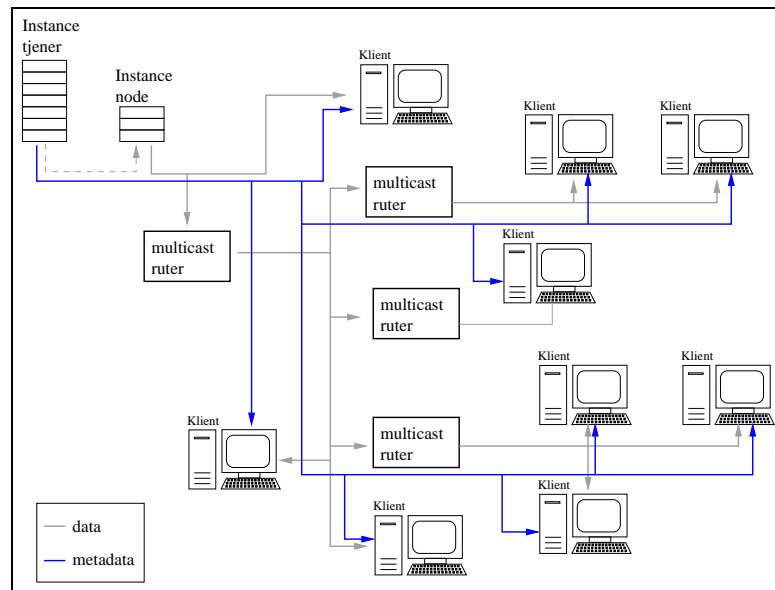 Instance
tjener
Instance
node
Klient
Klient
Klient
multicast
ruter
multicast
ruter
Klient
multicast
ruter
Klient
Klient
Klient
multicast
ruter
Klient
Klient
data
metadata